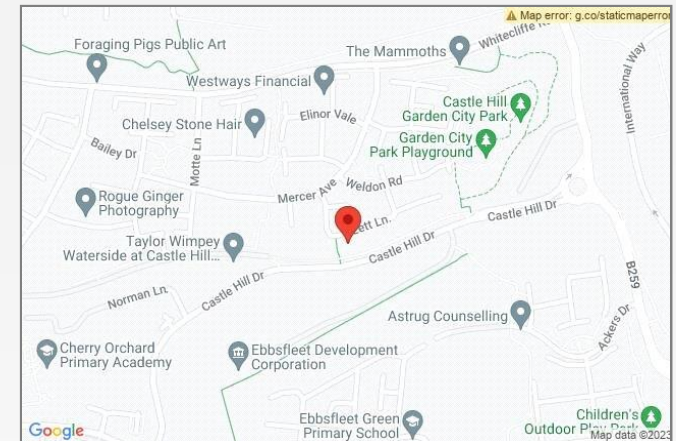 Map error: g.co/staticmaperror
Foraging Pigs Public Art
The Mammoths
Whitecliffe
International Way
Westways Financial
Castle Hill
Garden City Park
Elinor Vale
Chelsey Stone Hair
Garden City
Park Playground
Bailey Dr
Motte Ln
Mercer Ave
Weldon Rd
Rogue Ginger
Photography
Castle Hill Dr
Lett Ln.
Taylor Wimpey
Waterside at Castle Hill...
Castle Hill Dr
B259
Norman Ln
Castle Hill Dr
Astrug Counselling
Ackers Dr
Cherry Orchard
Primary Academy
Ebbsfleet Development
Corporation
Ebbsfleet Green
Primary School
Children's
Outdoor Play Park
Google
Map data ©2023